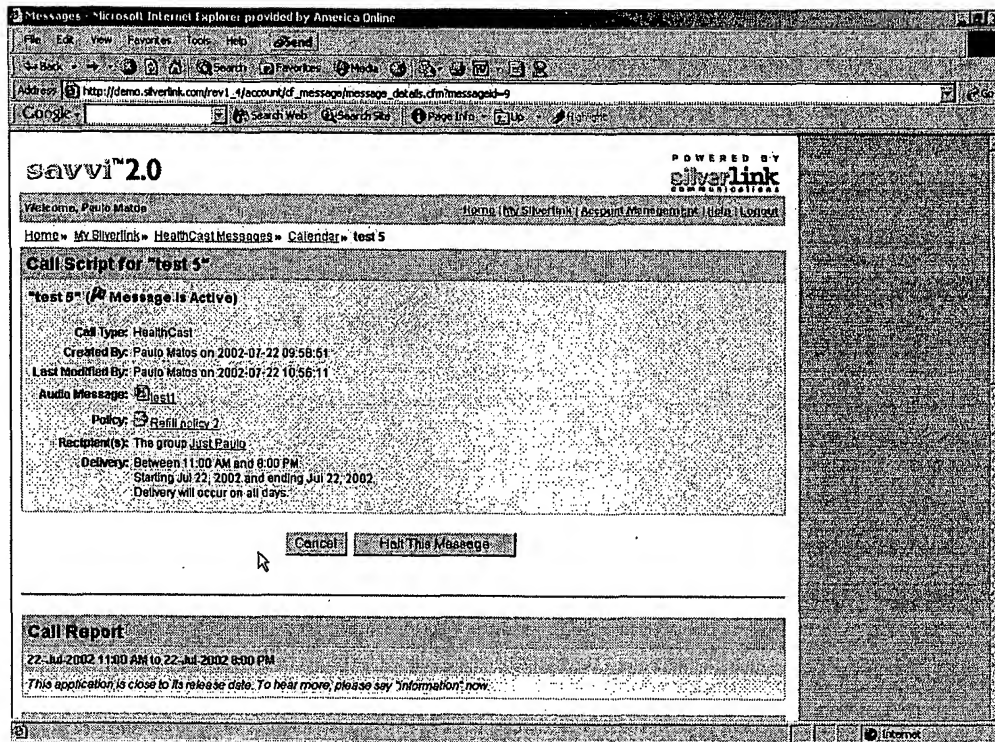 Messages - Microsoft Internet Explorer provided by America Online
File Edit View Favorites Tools Help Send
Back Search Favorites Media
Address http://demo.silverlink.com/rev1_4/account/cf_message/message_details.cfm?messageid=9 Go
Google Search Web Search Site Page Info Up Highlight
savvi™2.0
POWERED BY
silverlink
communications
Welcome, Paulo Matos
Home | My Silverlink | Account Management | Help | Logout
Home » My Silverlink » HealthCast Messages » Calendar » test 5
Call Script for "test 5"
"test 5" (Message is Active)
Call Type: HealthCast
Created By: Paulo Matos on 2002-07-22 09:58:51
Last Modified By: Paulo Matos on 2002-07-22 10:56:11
Audio Message: test1
Policy: Refill policy 2
Recipient(s): The group Just Paulo
Delivery: Between 11:00 AM and 8:00 PM
Starting Jul 22, 2002 and ending Jul 22, 2002.
Delivery will occur on all days.
Cancel Halt This Message
Call Report
22-Jul-2002 11:00 AM to 22-Jul-2002 8:00 PM
This application is close to its release date. To hear more, please say "information" now.
Internet